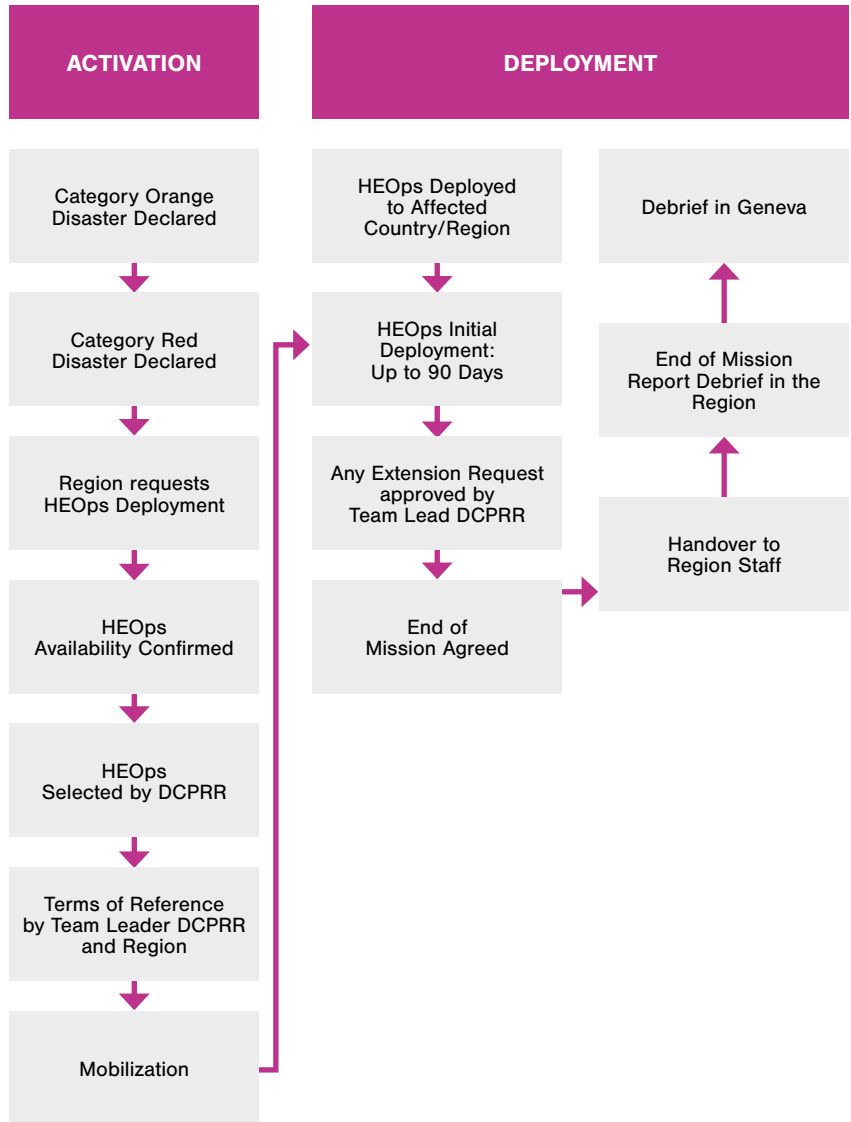 ACTIVATION
Category Orange
Disaster Declared
Category Red
Disaster Declared
Region requests
HEOps Deployment
HEOps
Availability Confirmed
HEOps
Selected by DCPRR
Terms of Reference
by Team Leader DCPRR
and Region
Mobilization
DEPLOYMENT
HEOps Deployed
to Affected
Country/Region
HEOps Initial
Deployment:
Up to 90 Days
Any Extension Request
approved by
Team Lead DCPRR
End of
Mission Agreed
Handover to
Region Staff
End of Mission
Report Debrief in the
Region
Debrief in Geneva